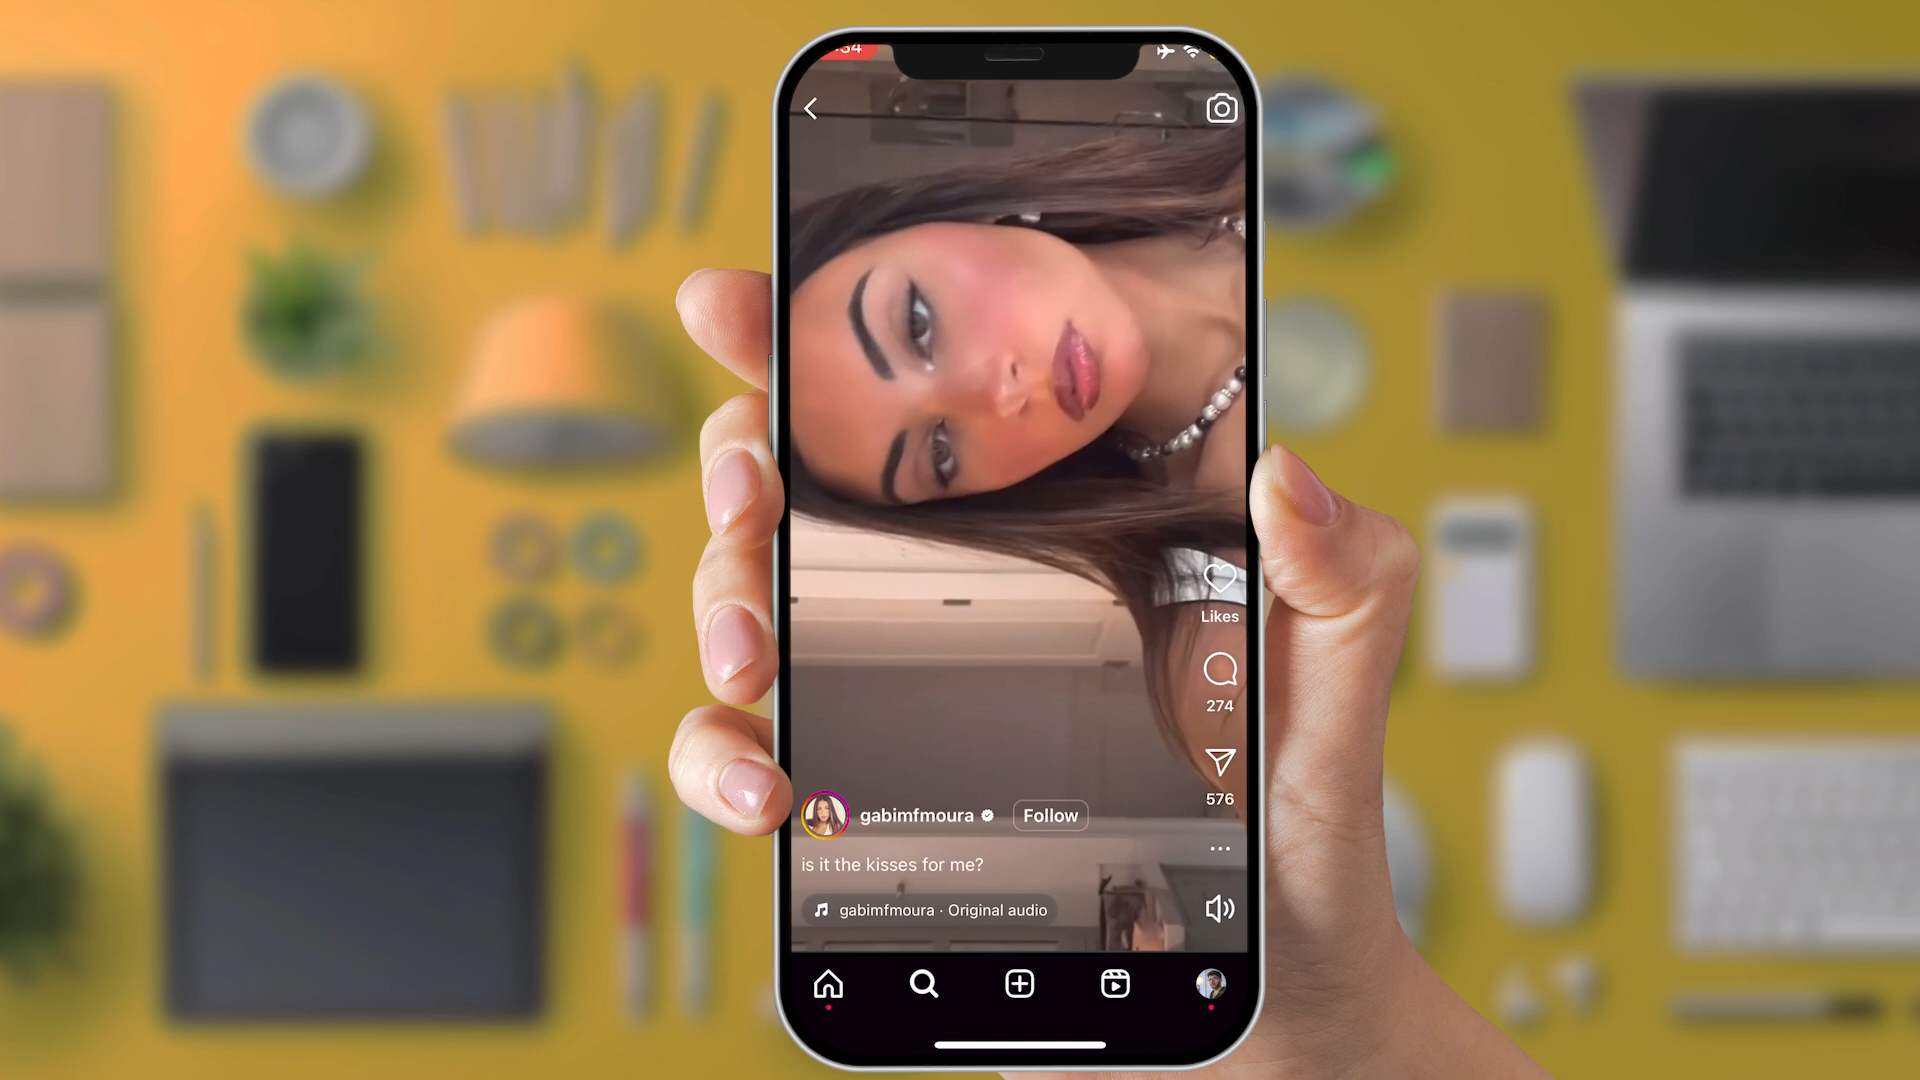 Likes
274
576
gabimfmoura
Follow
is it the kisses for me?
gabimfmoura · Original audio